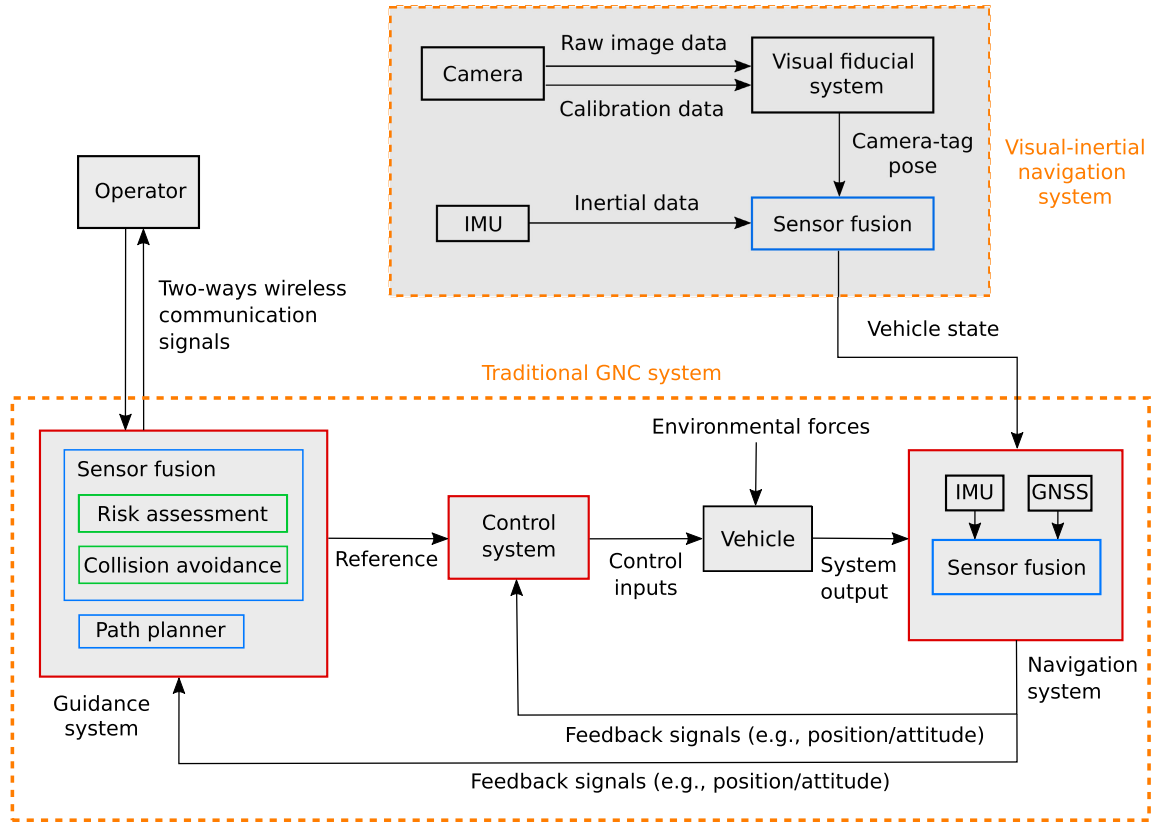 Raw image data
Camera
Visual fiducial
system
Calibration data
Camera-tag
pose
Visual-inertial
navigation
system
Operator
Inertial data
IMU
Sensor fusion
Two-ways wireless
communication
signals
Vehicle state
Traditional GNC system
Environmental forces
Sensor fusion
Risk assessment
Collision avoidance
Path planner
Reference
Control
system
Control
inputs
Vehicle
System
output
IMU
GNSS
Sensor fusion
Guidance
system
Navigation
system
Feedback signals (e.g., position/attitude)
Feedback signals (e.g., position/attitude)